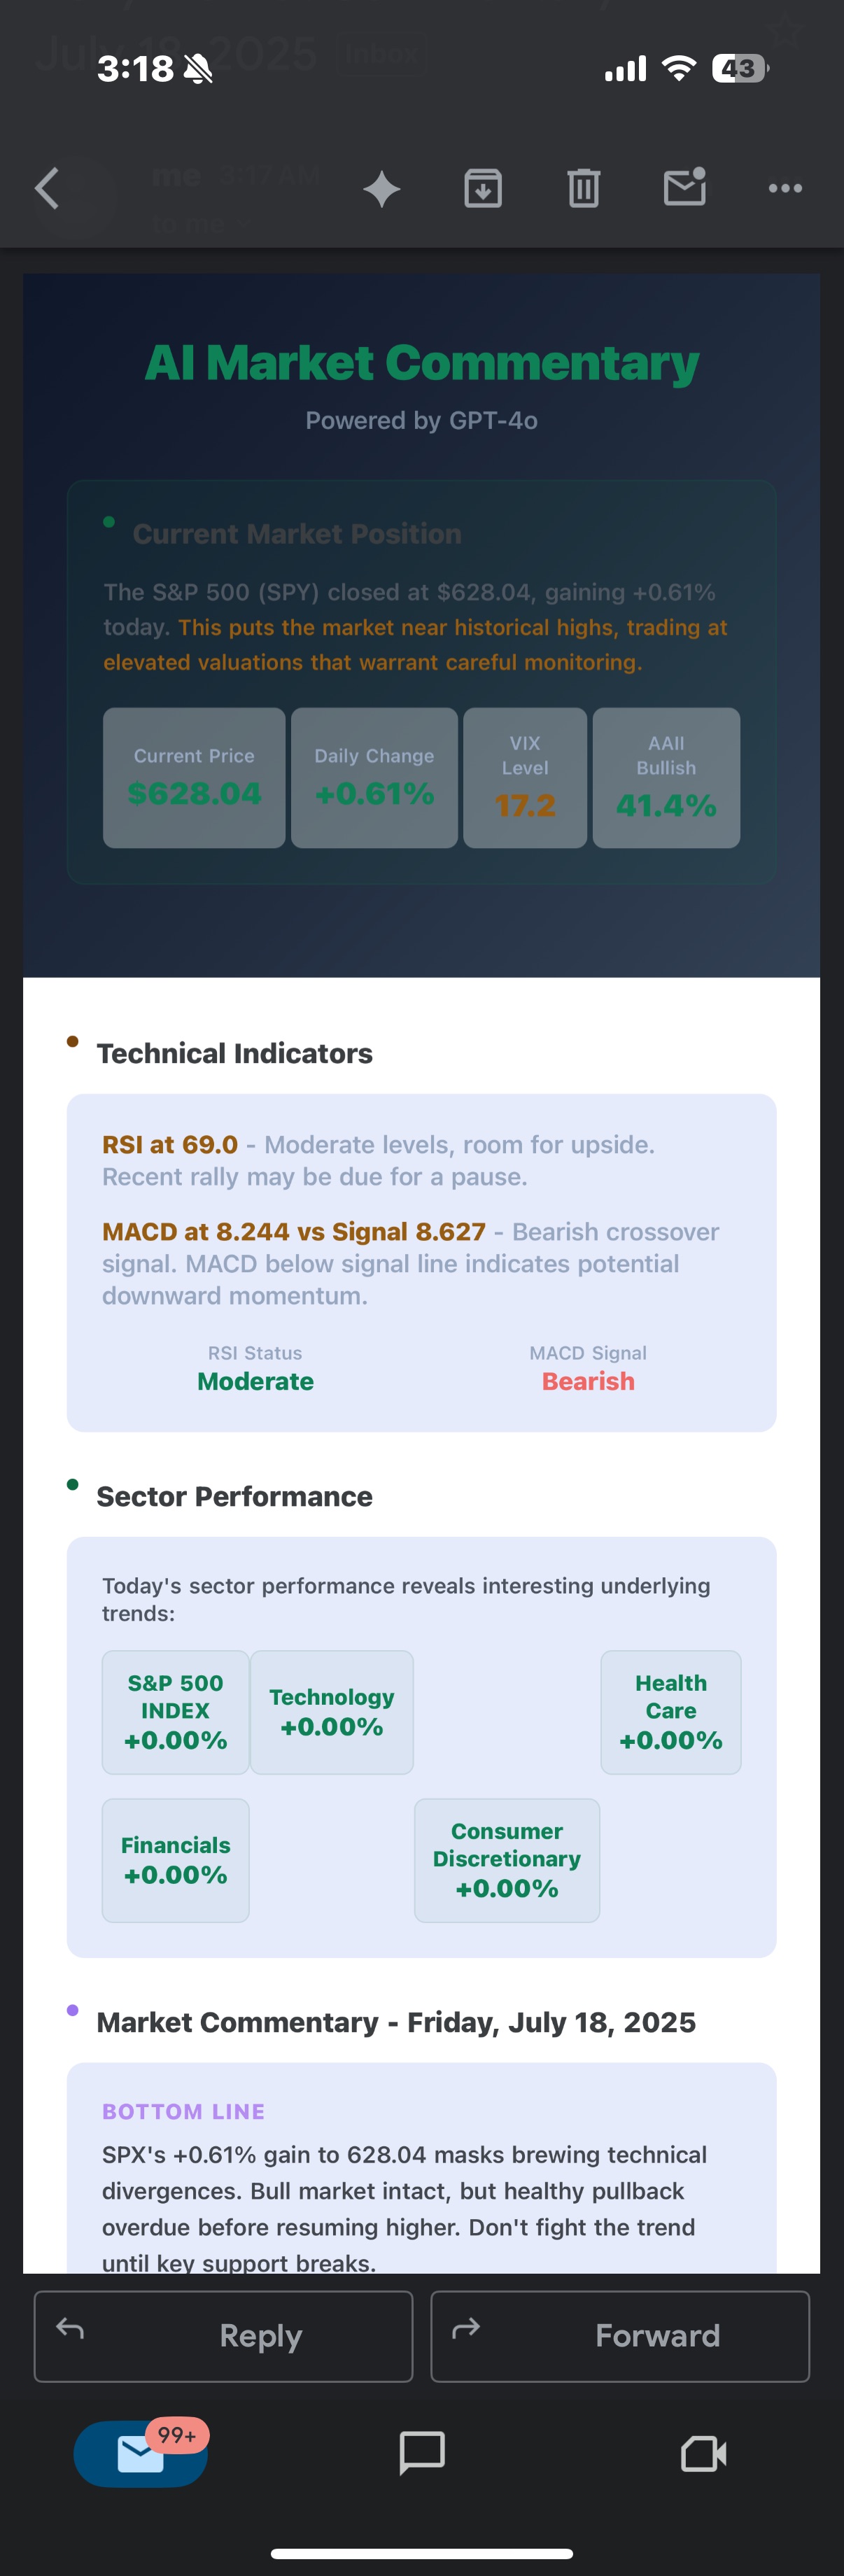 July 18, 2025 Inbox
3:18
43
me 3:17 AM
to me
AI Market Commentary
Powered by GPT-4o
Current Market Position
The S&P 500 (SPY) closed at $628.04, gaining +0.61%
today. This puts the market near historical highs, trading at
elevated valuations that warrant careful monitoring.
Current Price
$628.04
Daily Change
+0.61%
VIX
Level
17.2
AAII
Bullish
41.4%
Technical Indicators
RSI at 69.0 - Moderate levels, room for upside.
Recent rally may be due for a pause.
MACD at 8.244 vs Signal 8.627 - Bearish crossover
signal. MACD below signal line indicates potential
downward momentum.
RSI Status
Moderate
MACD Signal
Bearish
Sector Performance
Today's sector performance reveals interesting underlying
trends:
S&P 500
INDEX
+0.00%
Technology
+0.00%
Health
Care
+0.00%
Financials
+0.00%
Consumer
Discretionary
+0.00%
Market Commentary - Friday, July 18, 2025
BOTTOM LINE
SPX's +0.61% gain to 628.04 masks brewing technical
divergences. Bull market intact, but healthy pullback
overdue before resuming higher. Don't fight the trend
until key support breaks.
Reply
Forward
99+